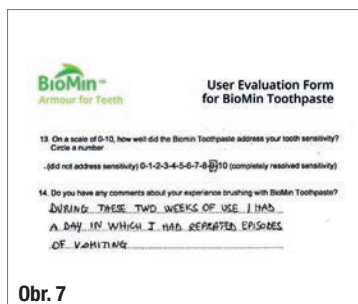 BioMin™
Armour for Teeth
User Evaluation Form
for BioMin Toothpaste
13. On a scale of 0-10, how well did the Biomin Toothpaste address your tooth sensitivity?
Circle a number
(did not address sensitivity) 0-1-2-3-4-5-6-7-8-9-10 (completely resolved sensitivity)
14. Do you have any comments about your experience brushing with BioMin Toothpaste?
DURING THESE TWO WEEKS OF USE I HAD
A DAY IN WHICH I HAD REPEATED EPISODES
OF VOMITING
Obr. 7